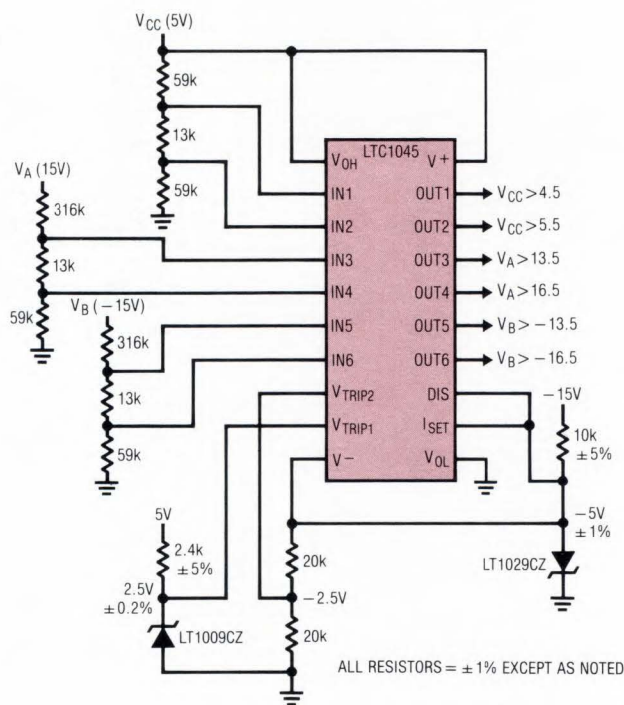 V_CC (5V)
59k
13k
59k
V_A (15V)
316k
13k
59k
V_B (−15V)
316k
13k
59k
LTC1045
V_OH
IN1
IN2
IN3
IN4
IN5
IN6
V_TRIP2
V_TRIP1
V−
V+
OUT1
OUT2
OUT3
OUT4
OUT5
OUT6
DIS
I_SET
V_OL
V_CC > 4.5
V_CC > 5.5
V_A > 13.5
V_A > 16.5
V_B > −13.5
V_B > −16.5
−15V
10k
±5%
−5V
±1%
LT1029CZ
5V
2.4k
±5%
2.5V
±0.2%
LT1009CZ
20k
−2.5V
20k
ALL RESISTORS = ±1% EXCEPT AS NOTED